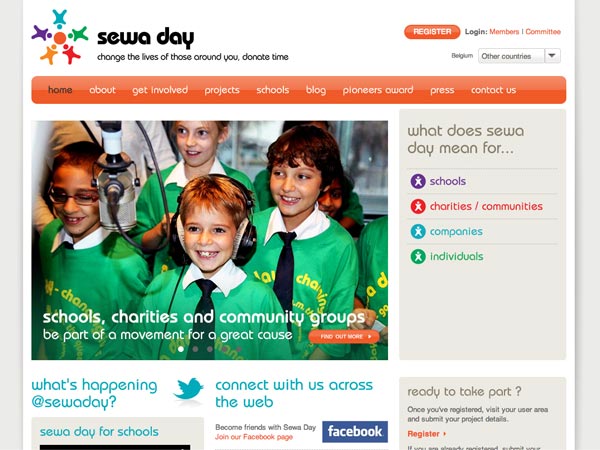 sewa day
change the lives of those around you, donate time
REGISTER
Login: Members I Committee
Belgium
Other countries
home about get involved projects schools blog pioneers award press contact us
schools, charities and community groups
be part of a movement for a great cause
FIND OUT MORE
what does sewa
day mean for...
schools
charities / communities
companies
individuals
what's happening
@sewaday?
sewa day for schools
connect with us across
the web
Become friends with Sewa Day
Join our Facebook page
facebook
ready to take part ?
Once you've registered, visit your user area
and submit your project details.
Register
If you are already registered, submit your